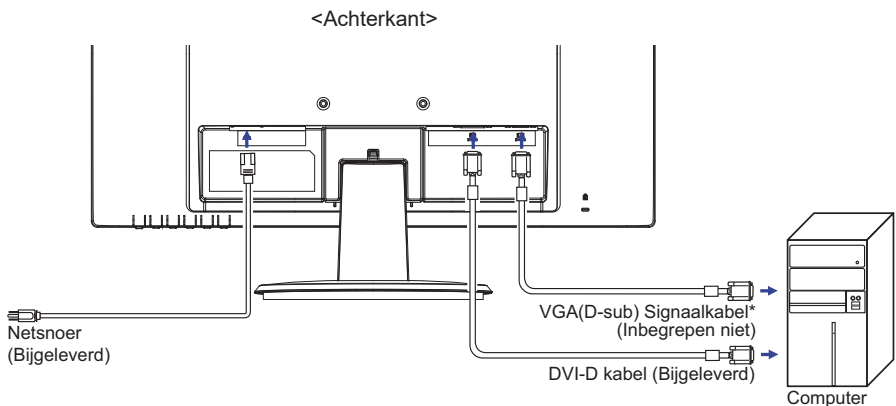 <Achterkant>
VGA(D-sub) Signaalkabel*
(Inbegrepen niet)
Netsnoer
(Bijgeleverd)
DVI-D kabel (Bijgeleverd)
Computer